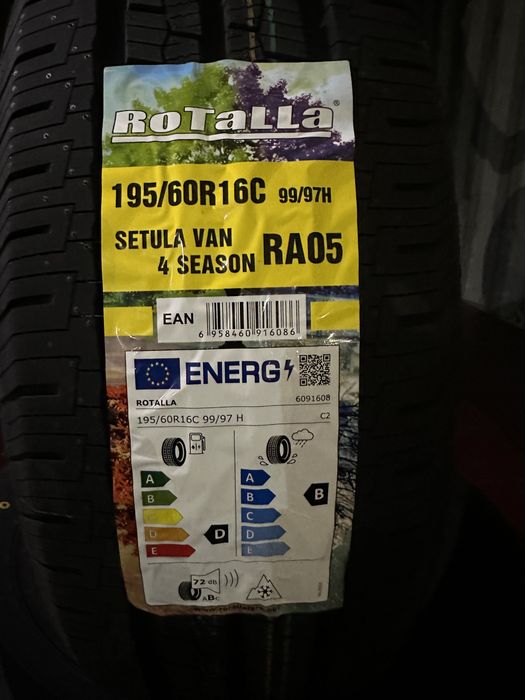 RoTaLLa®
195/60R16C 99/97H
SETULA VAN
4 SEASON RA05
EAN
6 958460 916086
ENERG
ROTALLA 6091608
195/60R16C 99/97 H C2
A A
B B B
C C
D D D
E E
72 dB
ABC